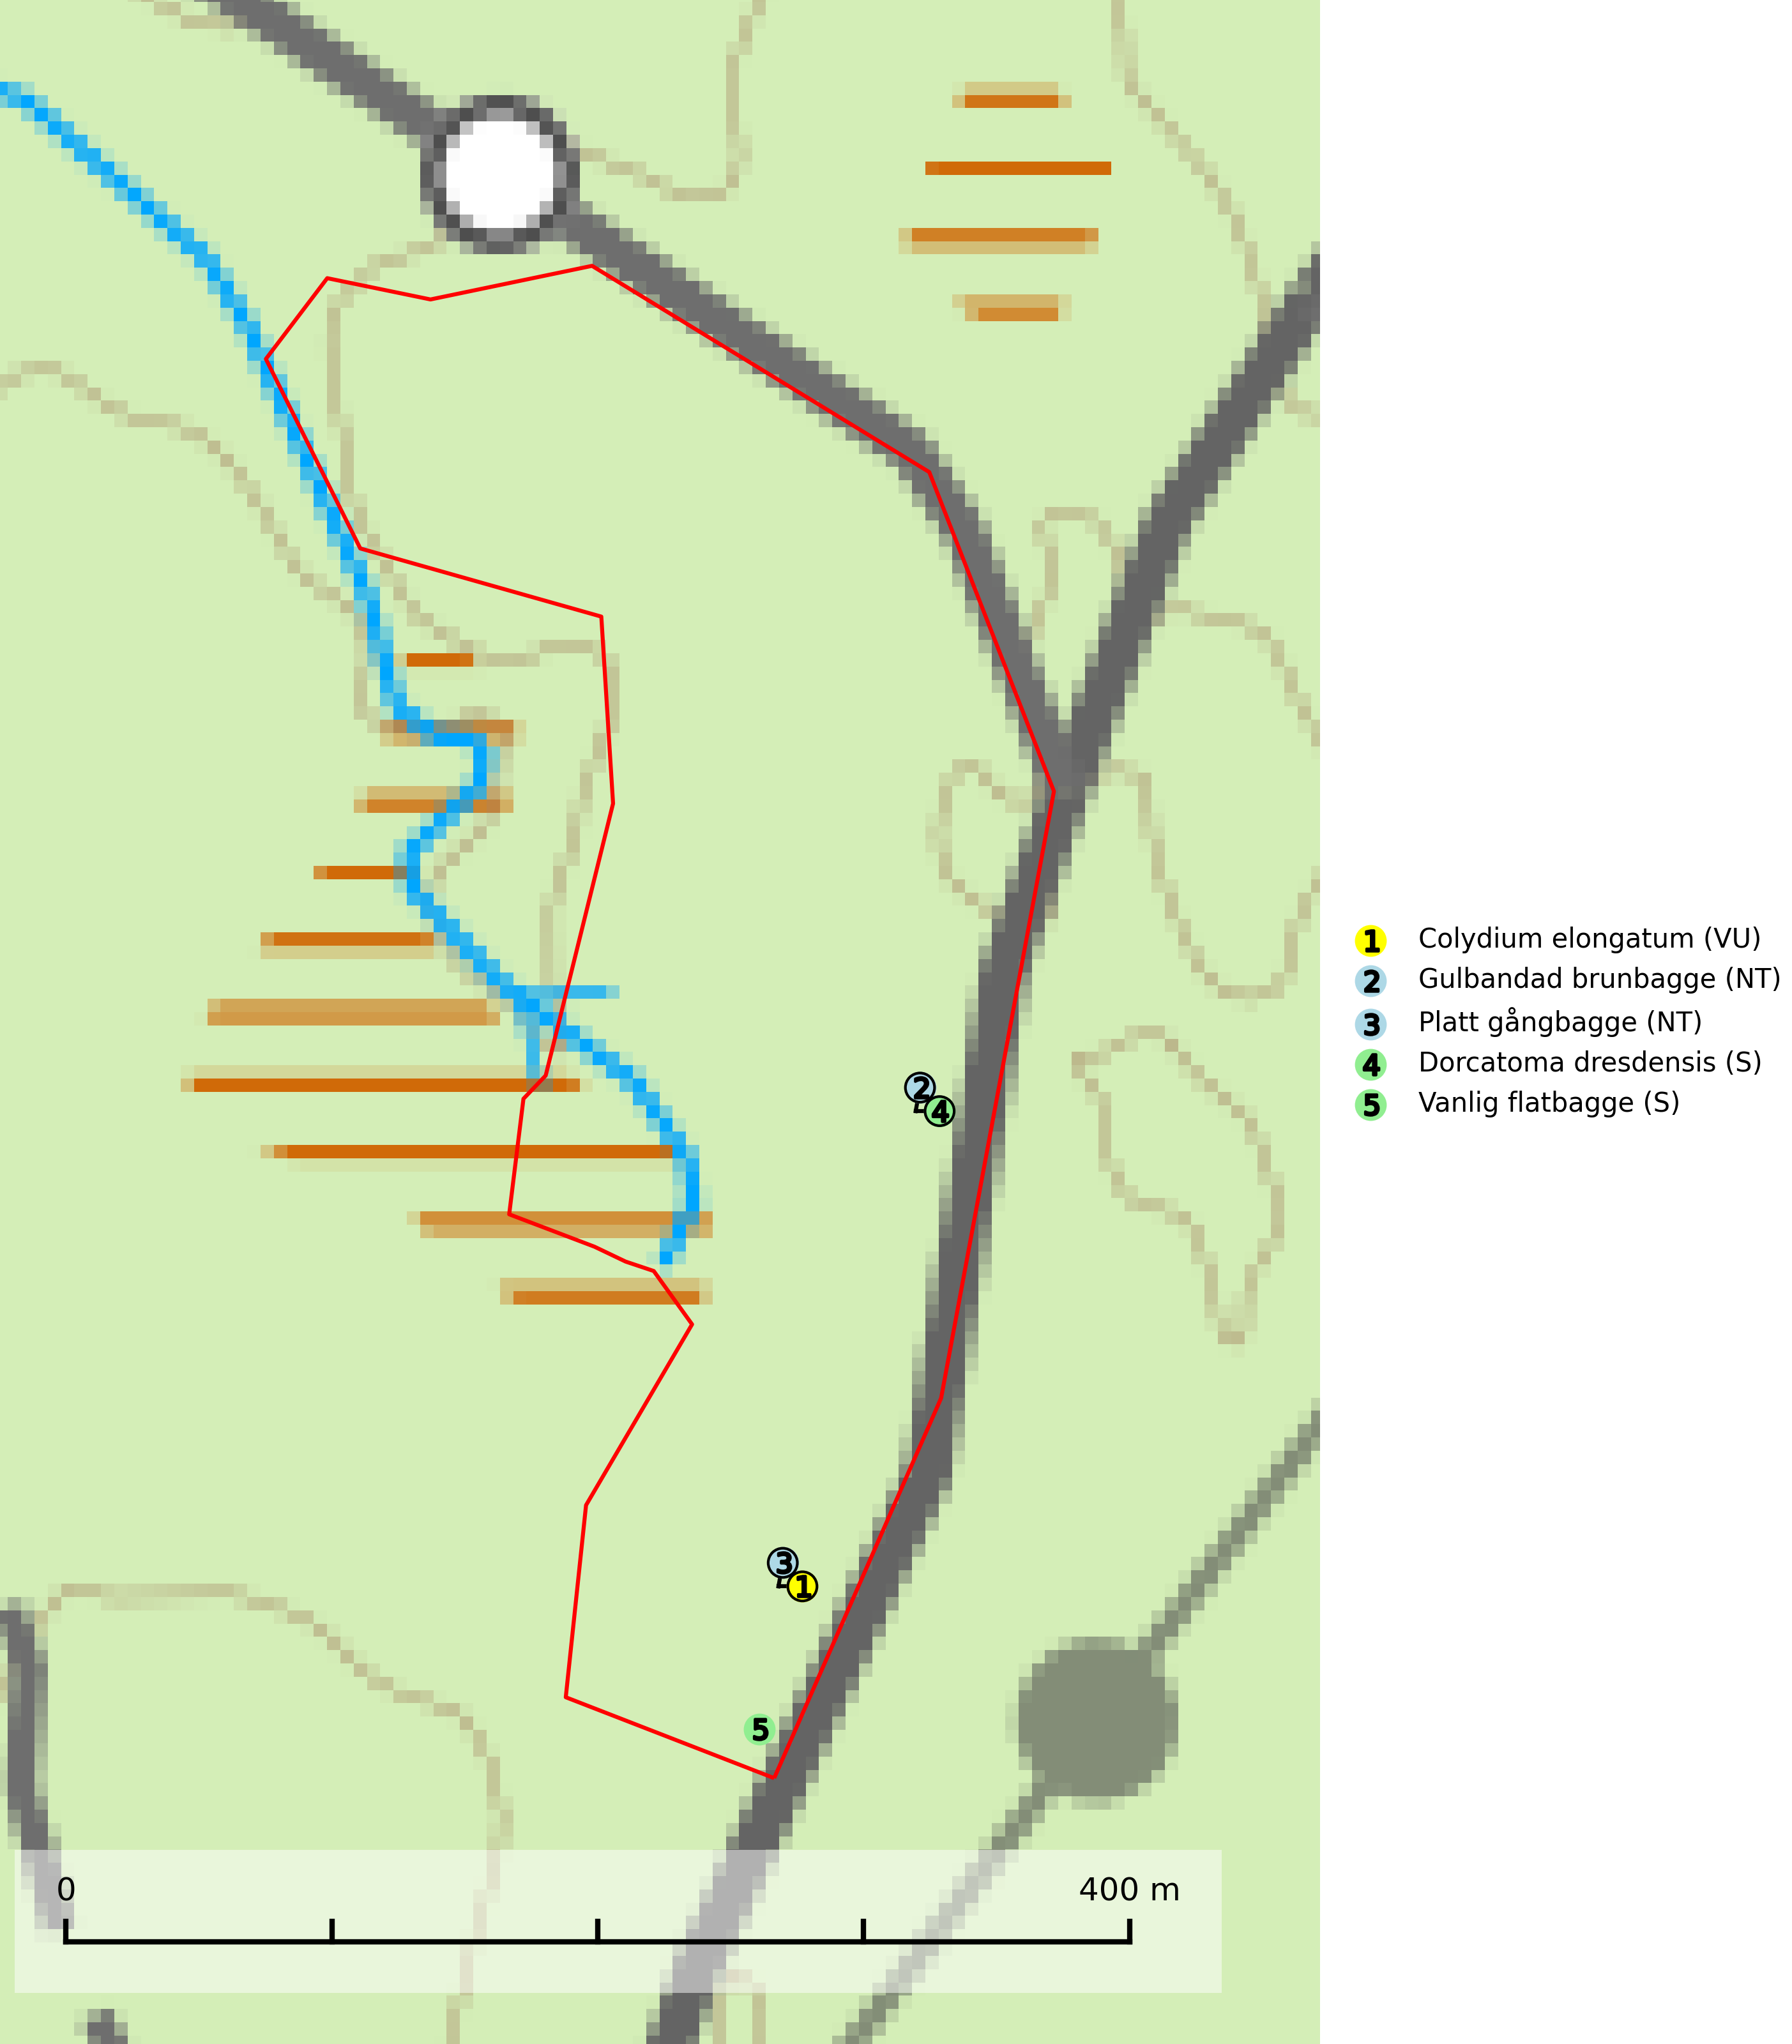 1 Colydium elongatum (VU)
2 Gulbandad brunbagge (NT)
3 Platt gångbagge (NT)
4 Dorcatoma dresdensis (S)
5 Vanlig flatbagge (S)
2
4
3
1
5
0 400 m